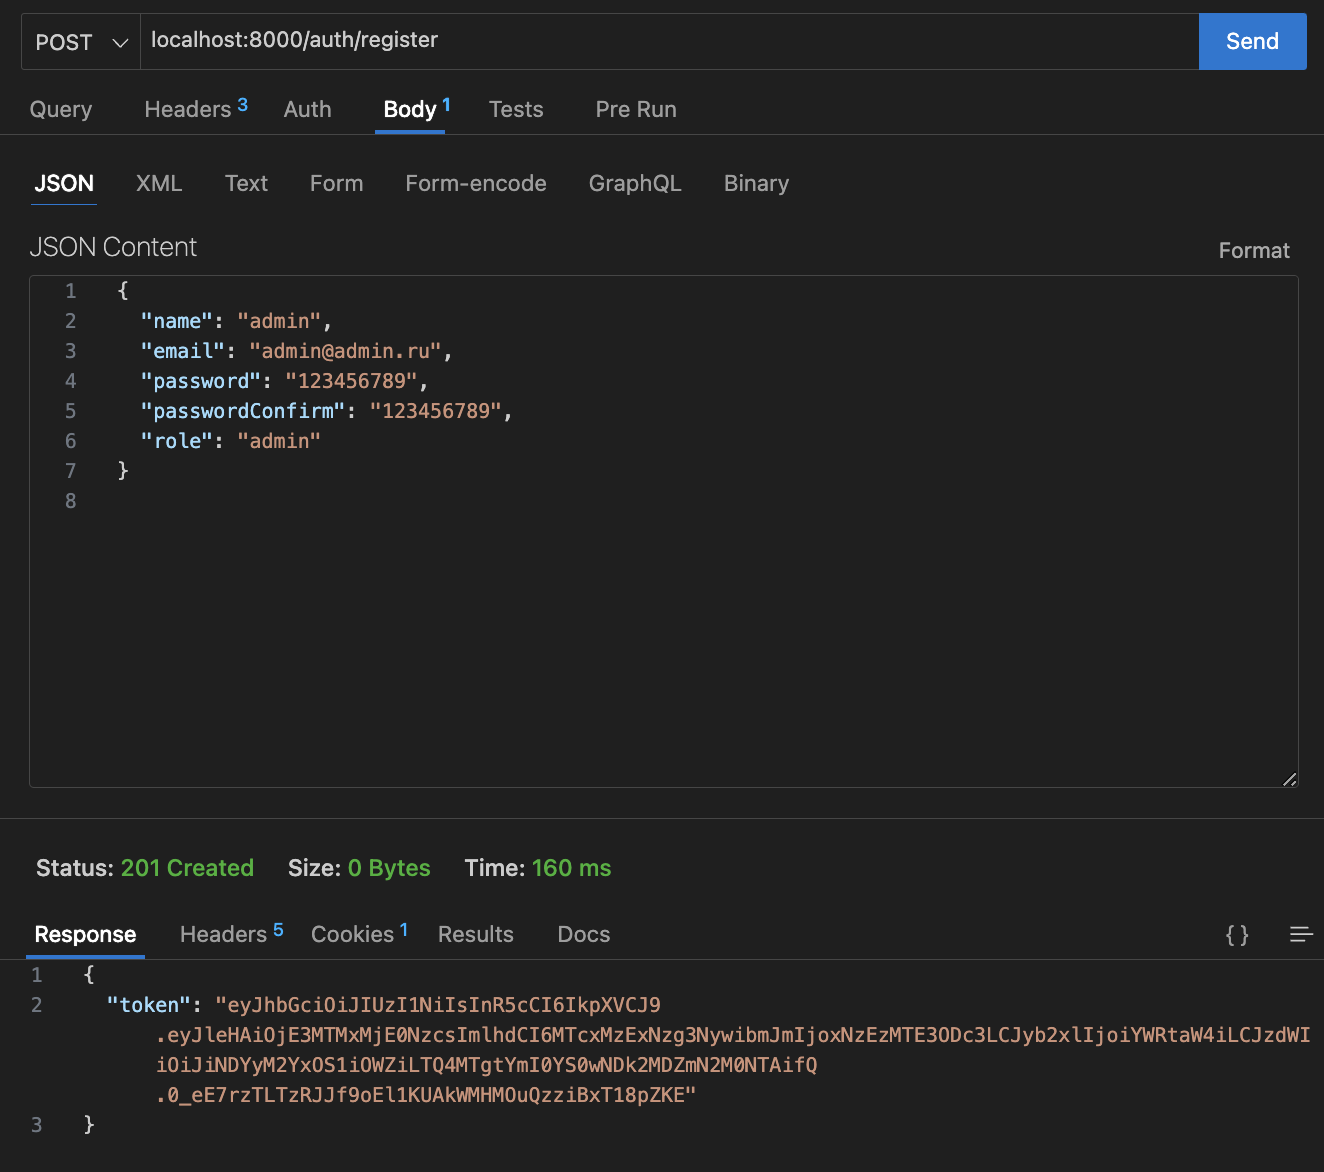 POST localhost:8000/auth/register Send
Query Headers 3 Auth Body 1 Tests Pre Run
JSON XML Text Form Form-encode GraphQL Binary
JSON Content Format
1 {
2 "name": "admin",
3 "email": "admin@admin.ru",
4 "password": "123456789",
5 "passwordConfirm": "123456789",
6 "role": "admin"
7 }
8
Status: 201 Created Size: 0 Bytes Time: 160 ms
Response Headers 5 Cookies 1 Results Docs { }
1 {
2 "token": "eyJhbGciOiJIUzI1NiIsInR5cCI6IkpXVCJ9
.eyJleHAiOjE3MTMxMjE0NzcsImlhdCI6MTcxMzExNzg3NywibmJmIjoxNzEzMTE3ODc3LCJyb2xlIjoiYWRtaW4iLCJzdWI
iOiJiNDYyM2YxOS1iOWZiLTQ4MTgtYmI0YS0wNDk2MDZmN2M0NTAifQ
.0_eE7rzTLTzRJJf9oEl1KUAkWMHMOuQzziBxT18pZKE"
3 }